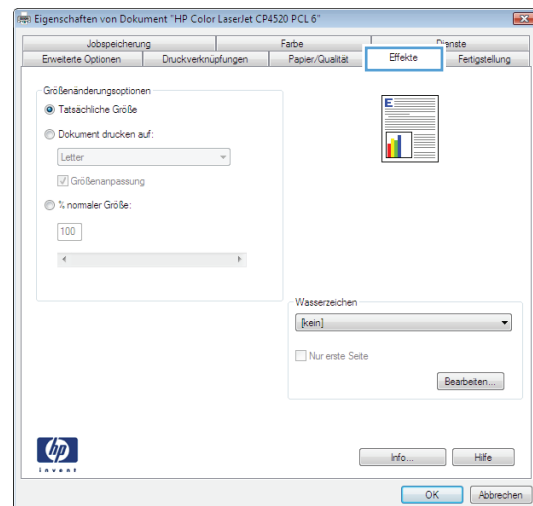 Eigenschaften von Dokument "HP Color LaserJet CP4520 PCL 6"
Jobspeicherung Farbe Dienste
Erweiterte Optionen Druckverknüpfungen Papier/Qualität Effekte Fertigstellung
Größenänderungsoptionen
Tatsächliche Größe
Dokument drucken auf:
Letter
Größenanpassung
% normaler Größe:
100
E
Wasserzeichen
[kein]
Nur erste Seite
Bearbeiten...
hp
invent
Info... Hilfe
OK Abbrechen